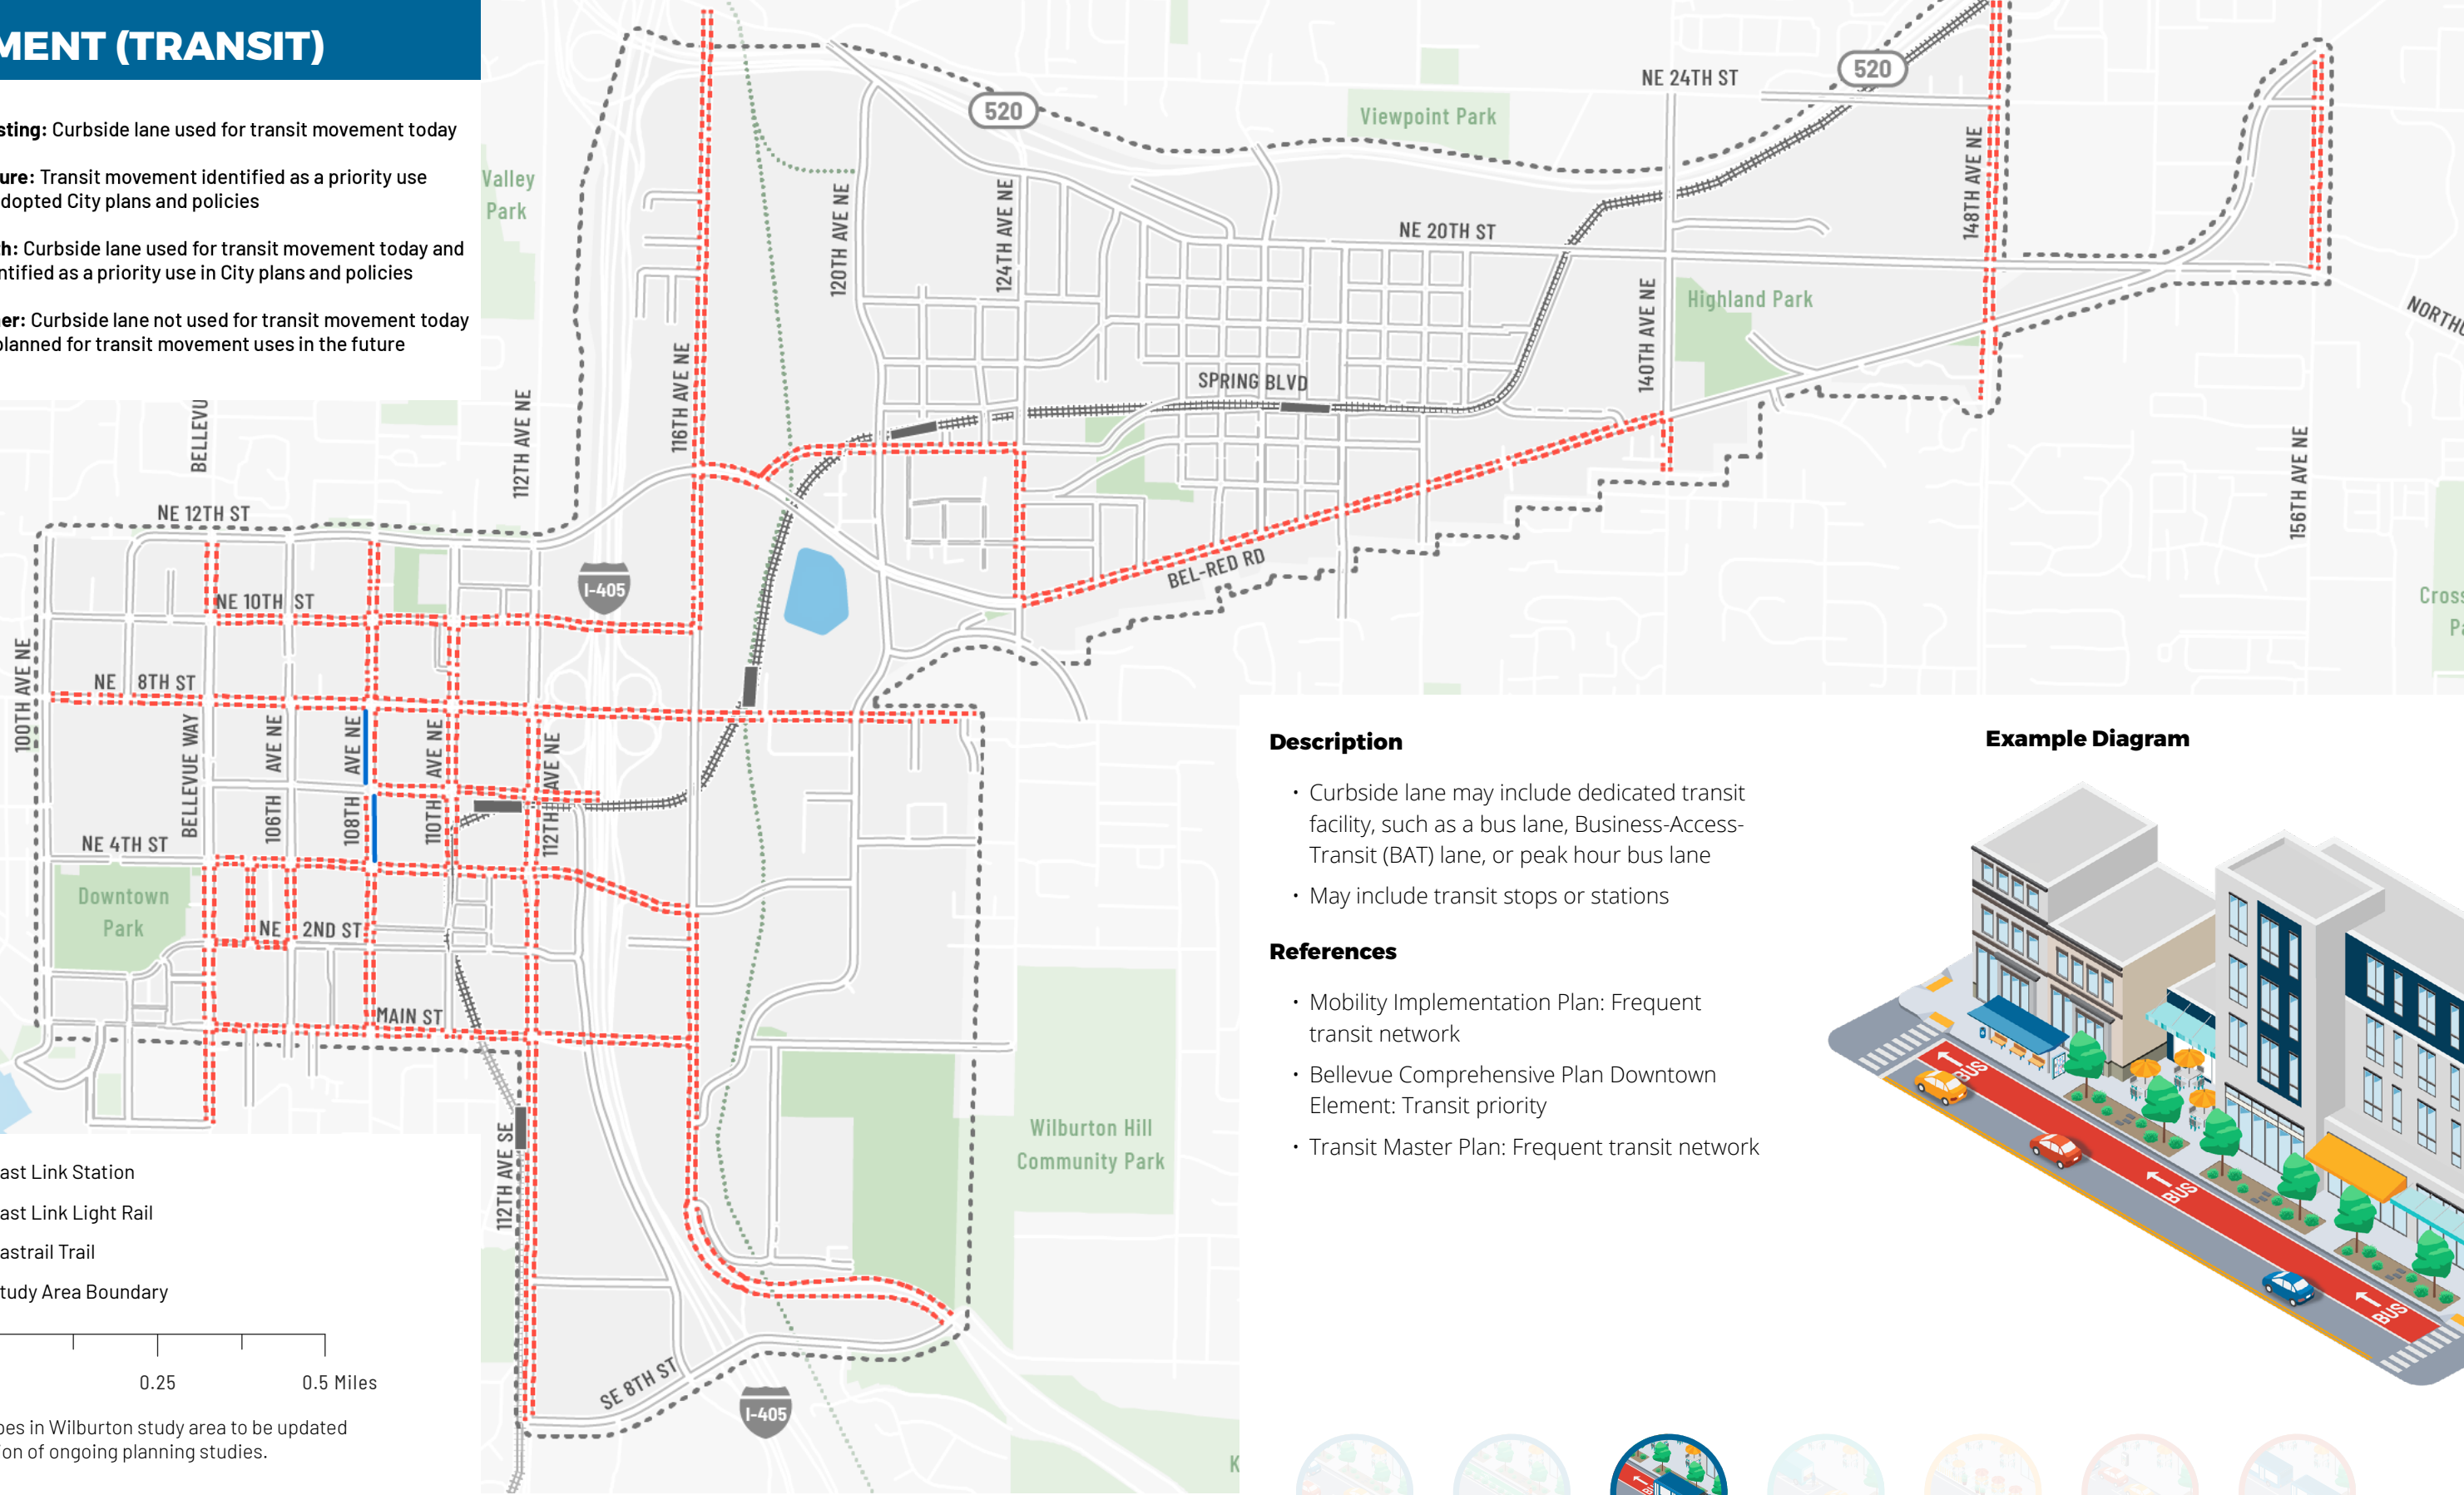 MENT (TRANSIT)
sting: Curbside lane used for transit movement today
ure: Transit movement identified as a priority use
dopted City plans and policies
th: Curbside lane used for transit movement today and
ntified as a priority use in City plans and policies
er: Curbside lane not used for transit movement today
planned for transit movement uses in the future
Valley
Park
520
Viewpoint Park
NE 24TH ST
520
148TH AVE NE
120TH AVE NE
124TH AVE NE
NE 20TH ST
140TH AVE NE
Highland Park
NORTHU
116TH AVE NE
SPRING BLVD
BELLEVU
112TH AVE NE
156TH AVE NE
NE 12TH ST
I-405
BEL-RED RD
Cross
Pa
NE 10TH ST
100TH AVE NE
NE 8TH ST
BELLEVUE WAY
106TH AVE NE
108TH AVE NE
110TH AVE NE
112TH AVE NE
NE 4TH ST
Downtown
Park
NE 2ND ST
MAIN ST
112TH AVE SE
Wilburton Hill
Community Park
SE 8TH ST
I-405
K
ast Link Station
ast Link Light Rail
astrail Trail
tudy Area Boundary
0.25
0.5 Miles
pes in Wilburton study area to be updated
ion of ongoing planning studies.
Description
• Curbside lane may include dedicated transit
facility, such as a bus lane, Business-Access-
Transit (BAT) lane, or peak hour bus lane
• May include transit stops or stations
References
• Mobility Implementation Plan: Frequent
transit network
• Bellevue Comprehensive Plan Downtown
Element: Transit priority
• Transit Master Plan: Frequent transit network
Example Diagram
BUS
BUS
BUS